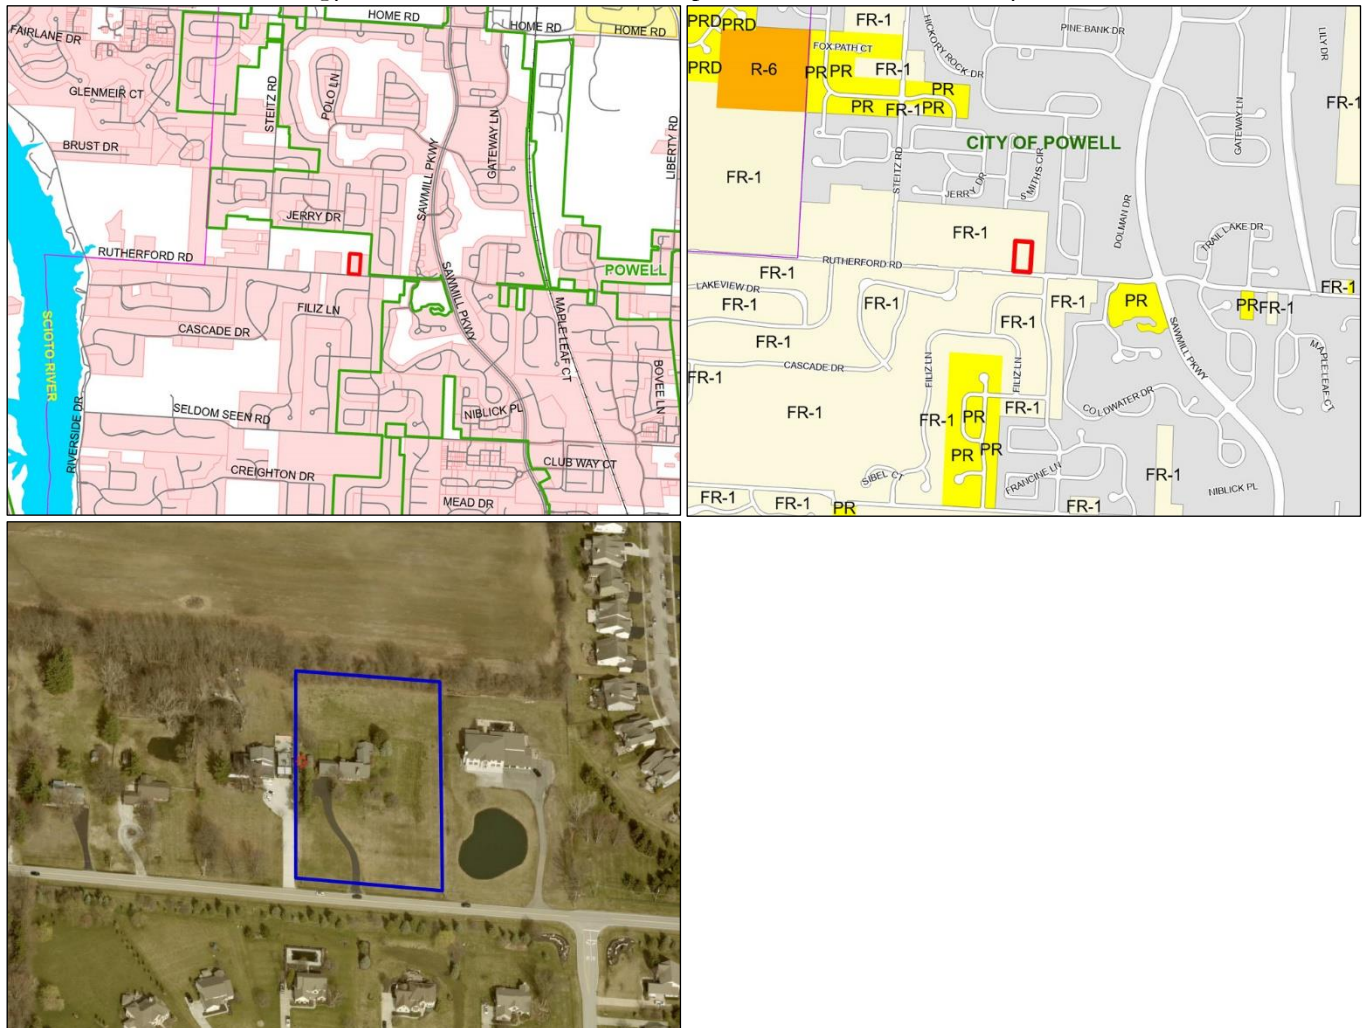 HOME RD
HOME RD
HOME RD
FAIRLANE DR
GLENMEIR CT
STEITZ RD
POLO LN
SAWMILL PKWY
GATEWAY LN
LIBERTY RD
BRUST DR
JERRY DR
RUTHERFORD RD
POWELL
SCIOTO RIVER
FILIZ LN
CASCADE DR
SAWMILL PKWY
MAPLE LEAF CT
BOVEE LN
RIVERSIDE DR
SELDOM SEEN RD
NIBLICK PL
CREIGHTON DR
CLUB WAY CT
MEAD DR
PRD
PRD
FR-1
HICKORY ROCK DR
PINE BANK DR
LILY DR
FOX PATH CT
PRD
R-6
PR
PR
FR-1
PR
PR
FR-1
PR
FR-1
GATEWAY LN
CITY OF POWELL
STEITZ RD
FR-1
JERRY DR
SMITHS CIR
DOLMAN DR
TRAIL LAKE DR
FR-1
RUTHERFORD RD
FR-1
LAKEVIEW DR
FR-1
FR-1
FR-1
PR
PR
FR-1
FR-1
FR-1
SAWMILL PKWY
MAPLE LEAF CT
FR-1
CASCADE DR
FILIZ LN
FILIZ LN
FR-1
FR-1
FR-1
PR
FR-1
COLDWATER DR
PR
PR
SIBEL CT
FRANCINE LN
FR-1
NIBLICK PL
FR-1
FR-1
PR
FR-1